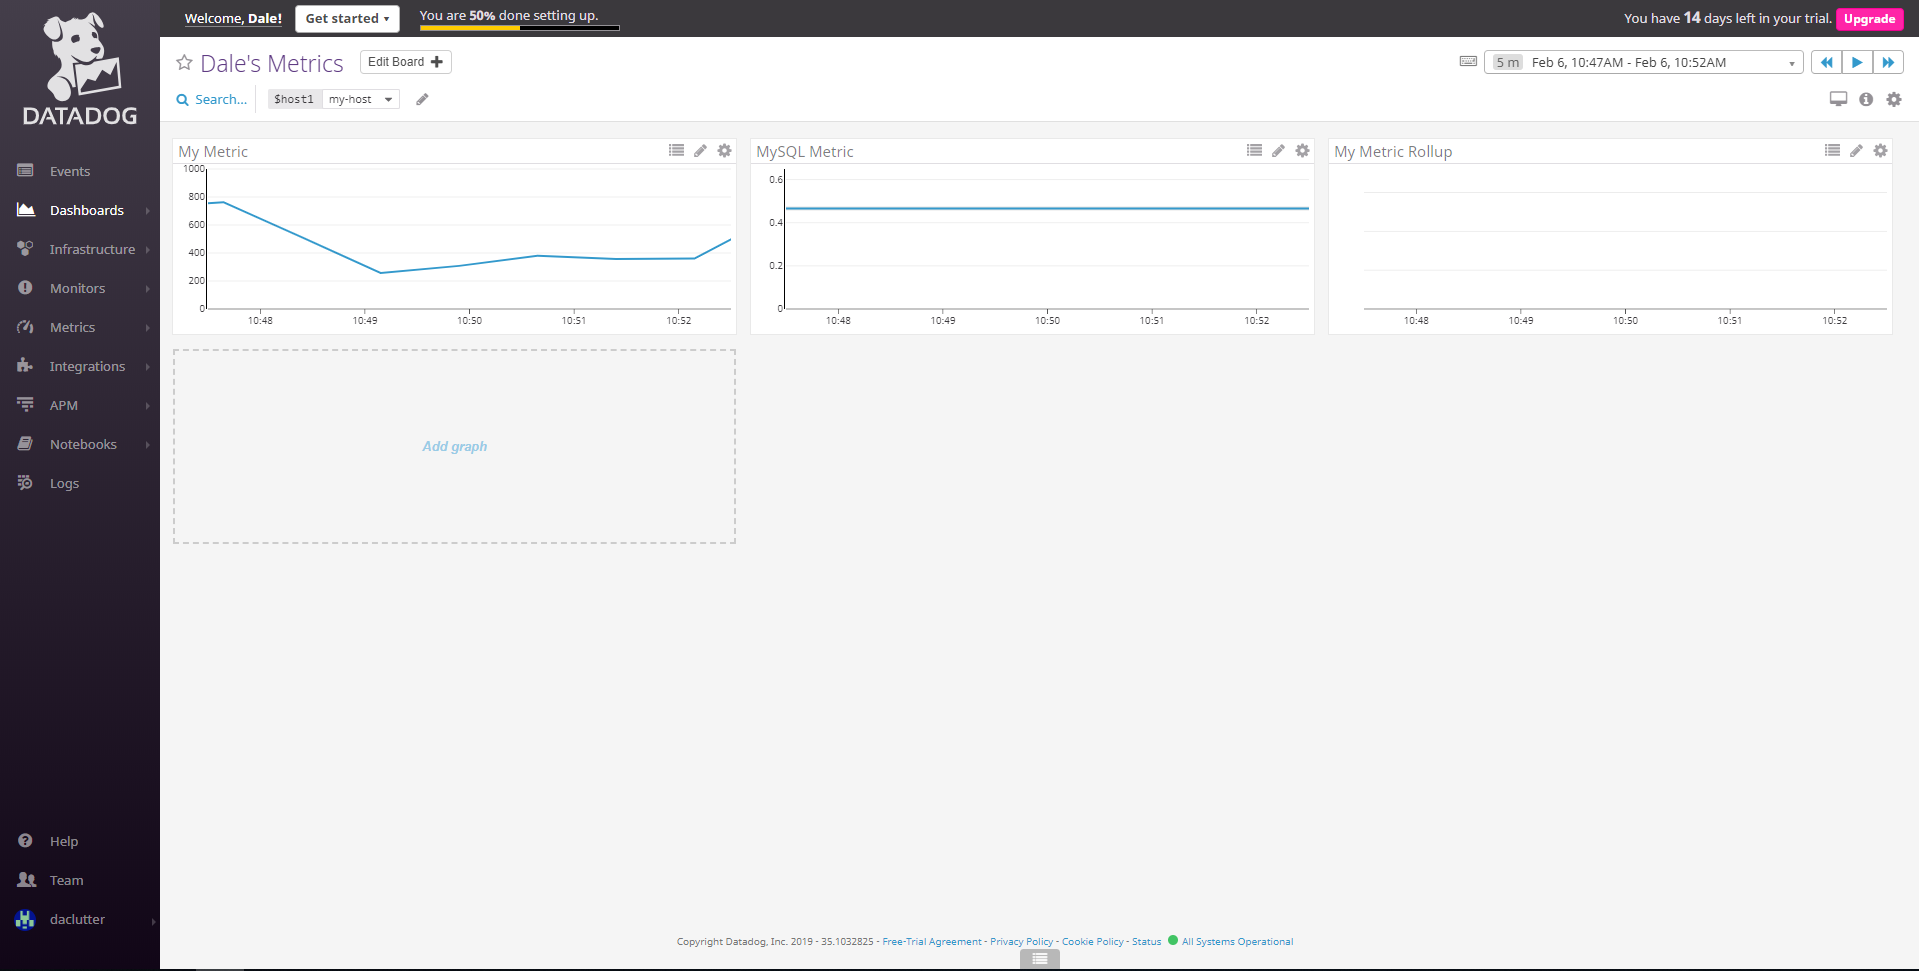 DATADOG
Events
Dashboards
Infrastructure
Monitors
Metrics
Integrations
APM
Notebooks
Logs
Help
Team
daclutter
Welcome, Dale! Get started You are 50% done setting up. You have 14 days left in your trial. Upgrade
Dale's Metrics Edit Board 5 m Feb 6, 10:47AM - Feb 6, 10:52AM
Search... $host1 my-host
My Metric
1000
800
600
400
200
0
10:48 10:49 10:50 10:51 10:52
MySQL Metric
0.6
0.4
0.2
0
10:48 10:49 10:50 10:51 10:52
My Metric Rollup
10:48 10:49 10:50 10:51 10:52
Add graph
Copyright Datadog, Inc. 2019 - 35.1032825 - Free-Trial Agreement - Privacy Policy - Cookie Policy - Status All Systems Operational